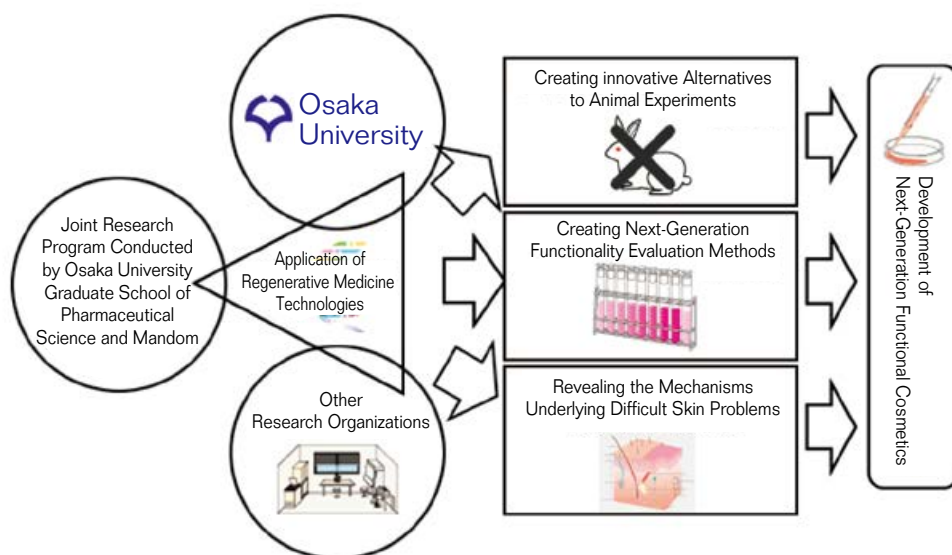 Osaka
University
Joint Research
Program Conducted
by Osaka University
Graduate School of
Pharmaceutical
Science and Mandom
Application of
Regenerative Medicine
Technologies
Other
Research Organizations
Creating innovative Alternatives
to Animal Experiments
Creating Next-Generation
Functionality Evaluation Methods
Revealing the Mechanisms
Underlying Difficult Skin Problems
Development of
Next-Generation Functional Cosmetics